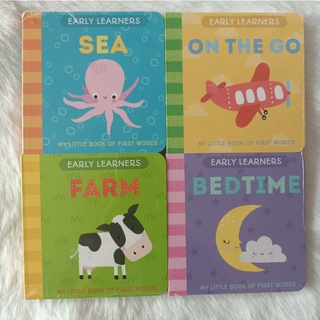 EARLY LEARNERS
SEA
MY LITTLE BOOK OF FIRST WORDS
EARLY LEARNERS
ON THE GO
MY LITTLE BOOK OF FIRST WORDS
EARLY LEARNERS
FARM
MY LITTLE BOOK OF FIRST WORDS
EARLY LEARNERS
BEDTIME
MY LITTLE BOOK OF FIRST WORDS